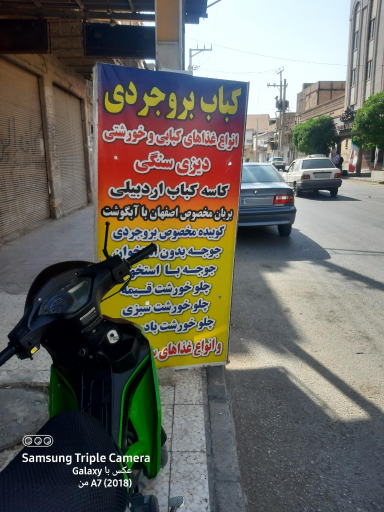 کباب بروجردی
انواع غذاهای کبابی و خورشتی
دیزی سنگی
کاسه کباب اردبیلی
بریان مخصوص اصفهان با آبگوشت
کوبیده مخصوص بروجردی
جوجه بدون استخوان
جوجه با استخو
چلو خورشت قیمه
چلو خورشت سبزی
چلو خورشت باد
و انواع غذاهای
Samsung Triple Camera
عکس با Galaxy
A7 (2018) من